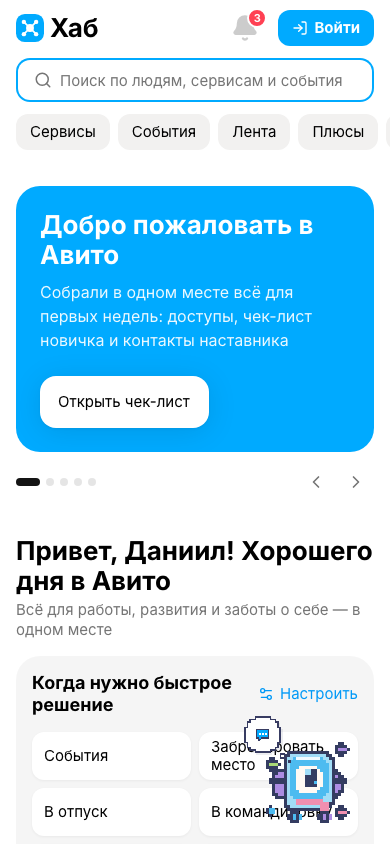 Хаб
3
Войти
Поиск по людям, сервисам и события
Сервисы
События
Лента
Плюсы
Добро пожаловать в
Авито
Собрали в одном месте всё для
первых недель: доступы, чек-лист
новичка и контакты наставника
Открыть чек-лист
Привет, Даниил! Хорошего
дня в Авито
Всё для работы, развития и заботы о себе — в
одном месте
Когда нужно быстрое
решение
Настроить
События
место
В отпуск
В